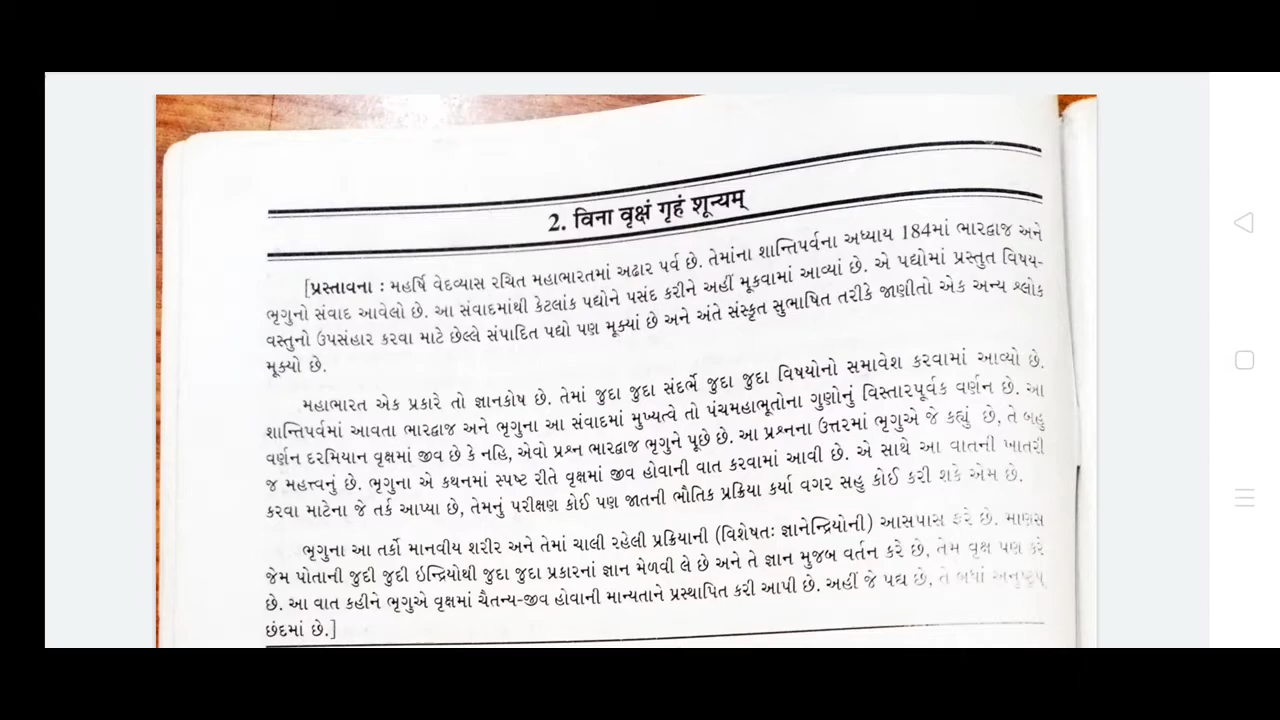 2. विना वृक्षं गृहं शून्यम्
[પ્રસ્તાવના : મહર્ષિ વેદવ્યાસ રચિત મહાભારતમાં અઢાર પર્વ છે. તેમાંના શાન્તિપર્વના અધ્યાય 184માં ભારદ્વાજ અને
ભૃગુનો સંવાદ આવેલો છે. આ સંવાદમાંથી કેટલાંક પદ્યોને પસંદ કરીને અહીં મૂકવામાં આવ્યાં છે. એ પદ્યોમાં પ્રસ્તુત વિષય-
વસ્તુનો ઉપસંહાર કરવા માટે છેલ્લે સંપાદિત પદ્યો પણ મૂક્યાં છે અને અંતે સંસ્કૃત સુભાષિત તરીકે જાણીતો એક અન્ય શ્લોક
મૂક્યો છે.
મહાભારત એક પ્રકારે તો જ્ઞાનકોષ છે. તેમાં જુદા જુદા સંદર્ભે જુદા જુદા વિષયોનો સમાવેશ કરવામાં આવ્યો છે.
શાન્તિપર્વમાં આવતા ભારદ્વાજ અને ભૃગુના આ સંવાદમાં મુખ્યત્વે તો પંચમહાભૂતોના ગુણોનું વિસ્તારપૂર્વક વર્ણન છે. આ
વર્ણન દરમિયાન વૃક્ષમાં જીવ છે કે નહિ, એવો પ્રશ્ન ભારદ્વાજ ભૃગુને પૂછે છે. આ પ્રશ્નના ઉત્તરમાં ભૃગુએ જે કહ્યું છે, તે બહુ
જ મહત્ત્વનું છે. ભૃગુના એ કથનમાં સ્પષ્ટ રીતે વૃક્ષમાં જીવ હોવાની વાત કરવામાં આવી છે. એ સાથે આ વાતની ખાતરી
કરવા માટેના જે તર્ક આપ્યા છે, તેમનું પરીક્ષણ કોઈ પણ જાતની ભૌતિક પ્રક્રિયા કર્યા વગર સહુ કોઈ કરી શકે એમ છે.
ભૃગુના આ તર્કો માનવીય શરીર અને તેમાં ચાલી રહેલી પ્રક્રિયાની (વિશેષતઃ જ્ઞાનેન્દ્રિયોની) આસપાસ ફરે છે. માણસ
જેમ પોતાની જુદી જુદી ઇન્દ્રિયોથી જુદા જુદા પ્રકારનાં જ્ઞાન મેળવી લે છે અને તે જ્ઞાન મુજબ વર્તન કરે છે, તેમ વૃક્ષ પણ કરે
છે. આ વાત કહીને ભૃગુએ વૃક્ષમાં ચૈતન્ય-જીવ હોવાની માન્યતાને પ્રસ્થાપિત કરી આપી છે. અહીં જે પદ્ય છે, તે બધાં અનુષ્ટુપ્
છંદમાં છે.]